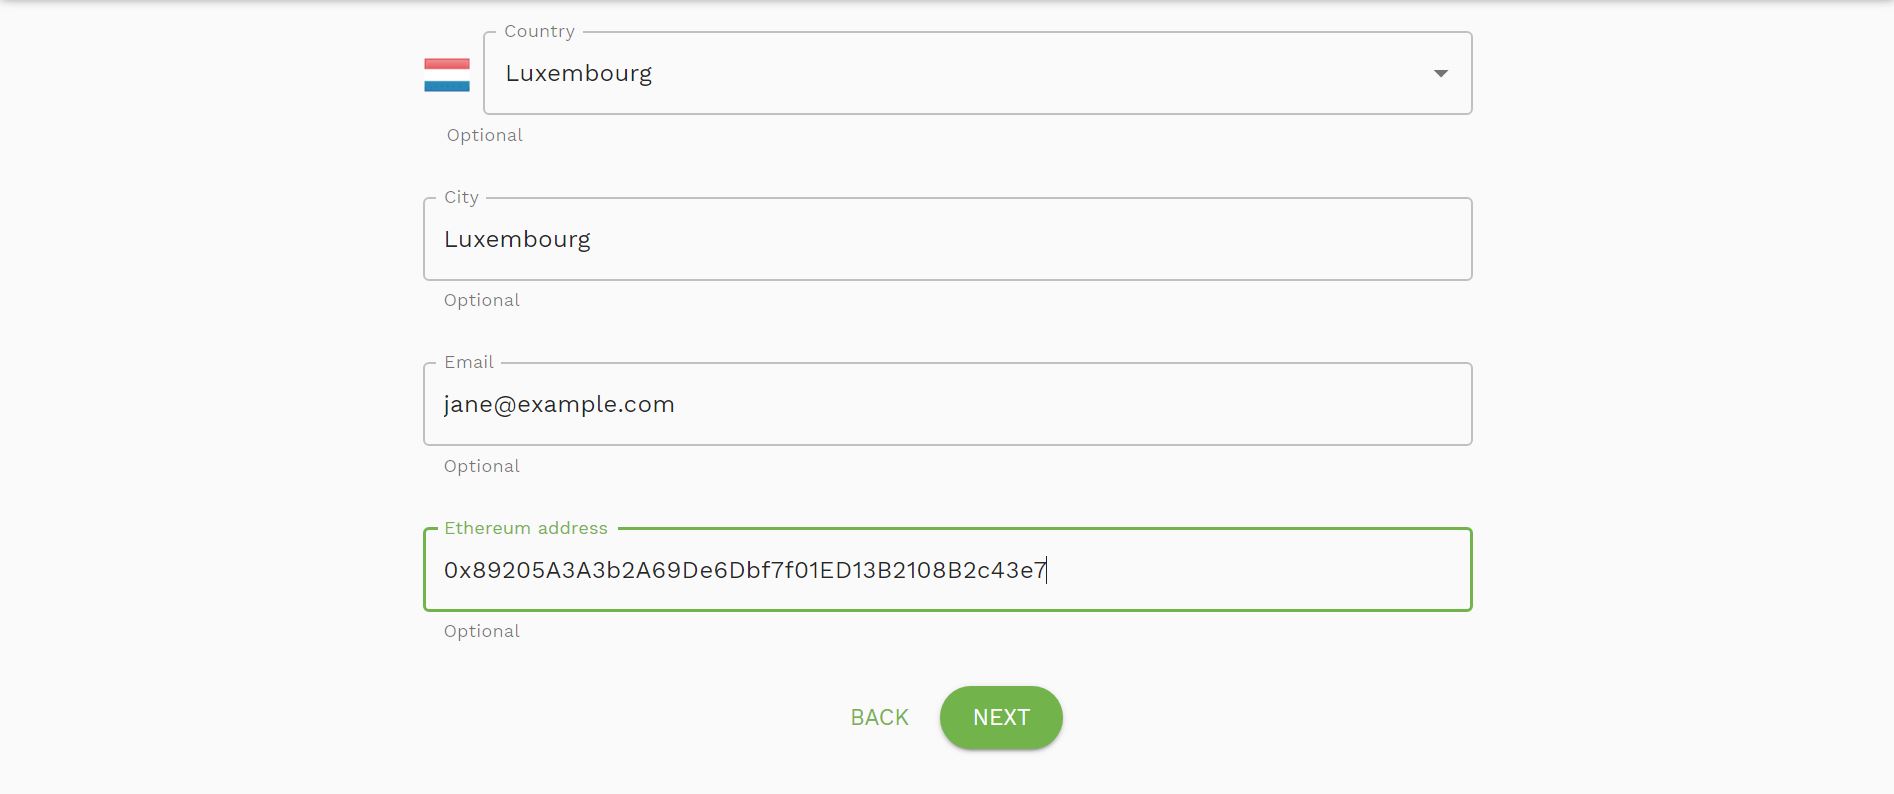 Country
Luxembourg
Optional
City
Luxembourg
Optional
Email
jane@example.com
Optional
Ethereum address
0x89205A3A3b2A69De6Dbf7f01ED13B2108B2c43e7
Optional
BACK NEXT